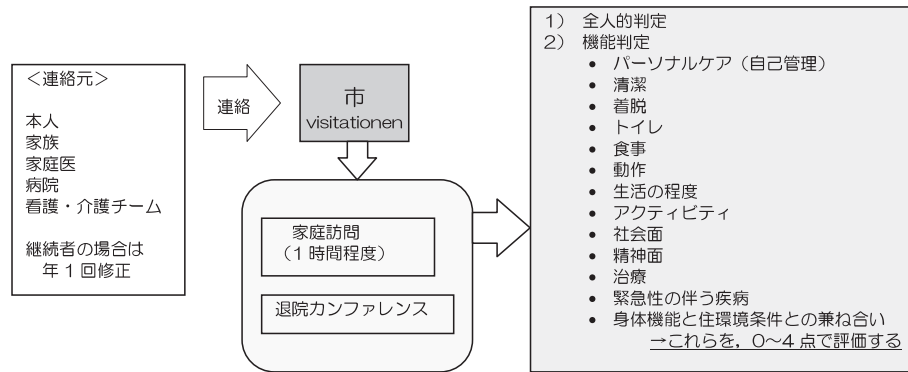 <連絡元>
本人
家族
家庭医
病院
看護・介護チーム
継続者の場合は
年1回修正
連絡
市
visitationen
家庭訪問
(1時間程度)
退院カンファレンス
1) 全人的判定
2) 機能判定
• パーソナルケア(自己管理)
• 清潔
• 着脱
• トイレ
• 食事
• 動作
• 生活の程度
• アクティビティ
• 社会面
• 精神面
• 治療
• 緊急性の伴う疾病
• 身体機能と住環境条件との兼ね合い
→これらを,0~4点で評価する